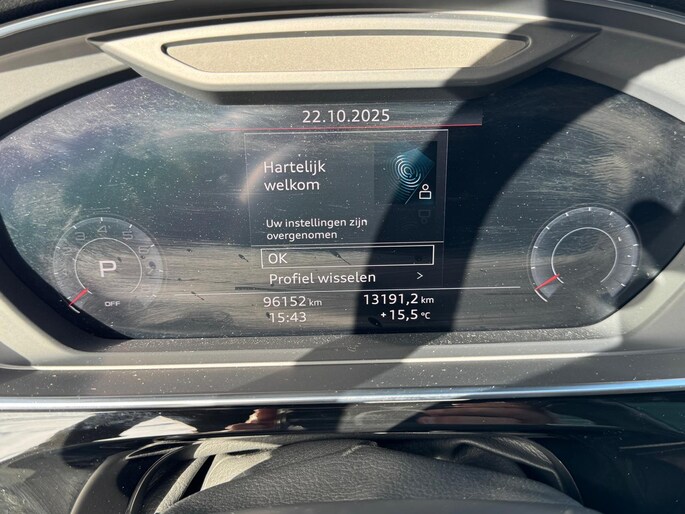 22.10.2025
Hartelijk
welkom
Uw instellingen zijn
overgenomen
OK
Profiel wisselen >
P
OFF
96152 km 13191,2 km
15:43 +15,5 °C